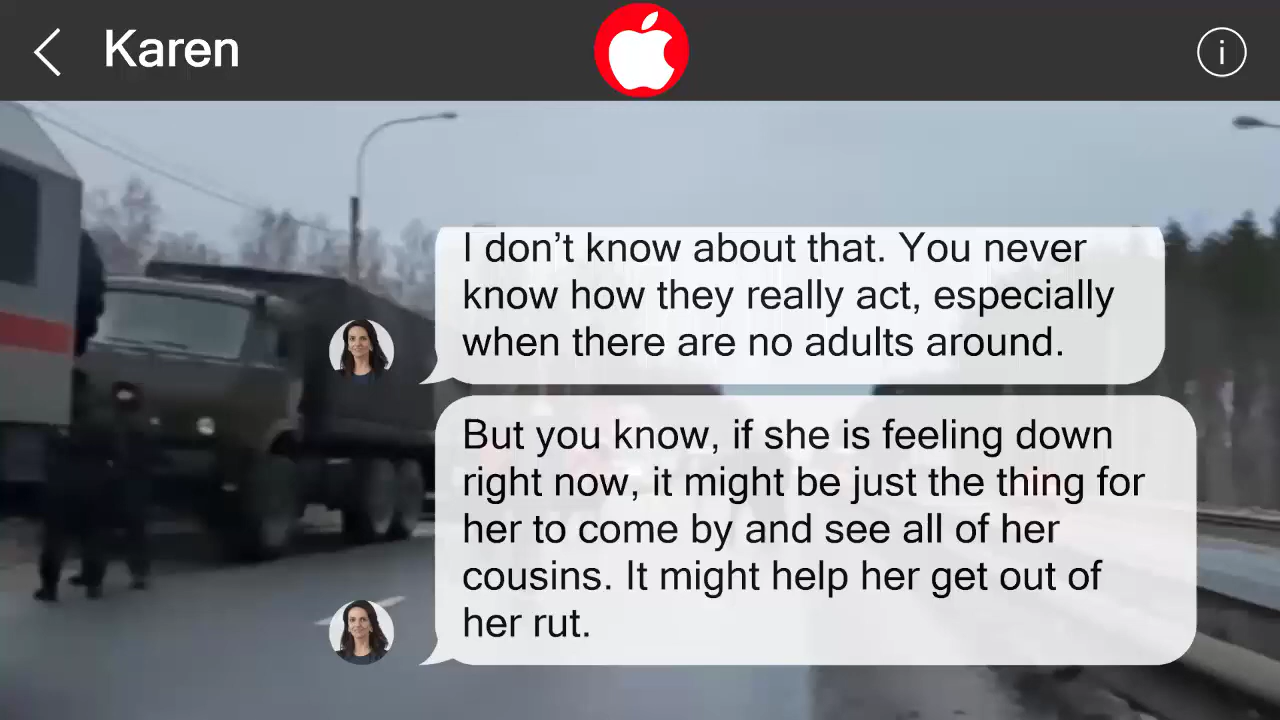 Karen
i
I don’t know about that. You never
know how they really act, especially
when there are no adults around.
But you know, if she is feeling down
right now, it might be just the thing for
her to come by and see all of her
cousins. It might help her get out of
her rut.